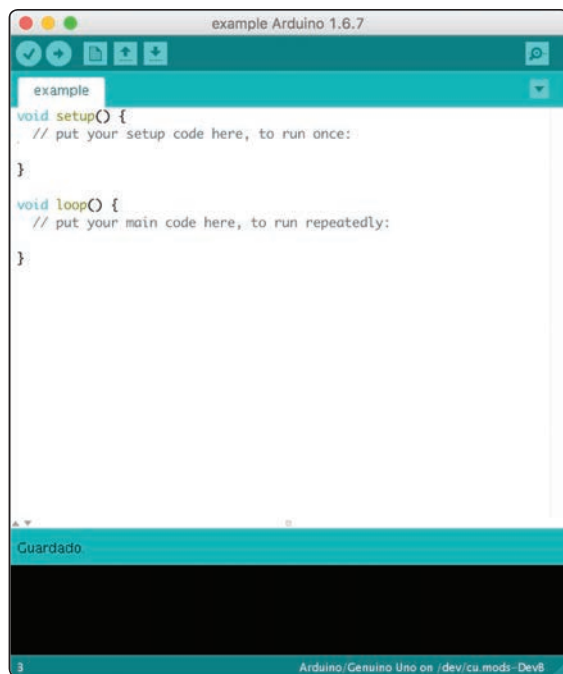 example Arduino 1.6.7
example
void setup() {
// put your setup code here, to run once:
}
void loop() {
// put your main code here, to run repeatedly:
}
Guardado.
3
Arduino/Genuino Uno on /dev/cu.mods-DevB